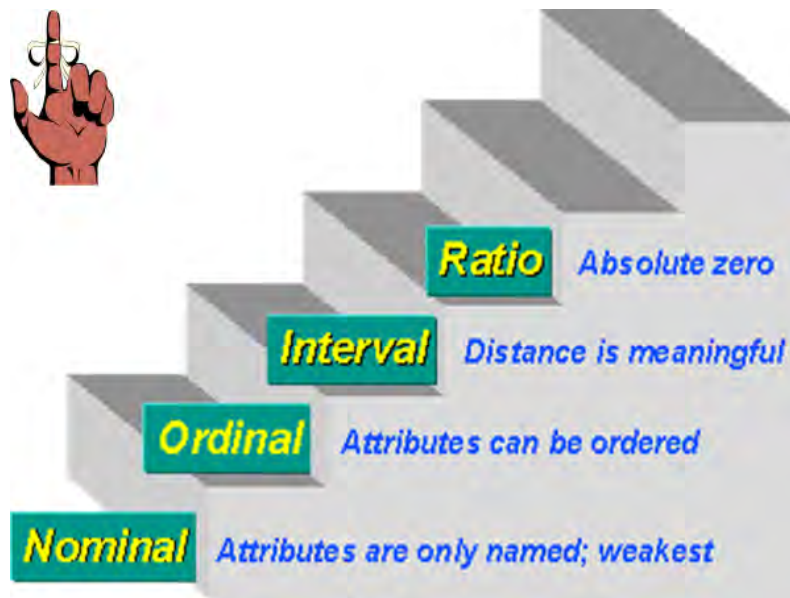 Ratio Absolute zero
Interval Distance is meaningful
Ordinal Attributes can be ordered
Nominal Attributes are only named; weakest